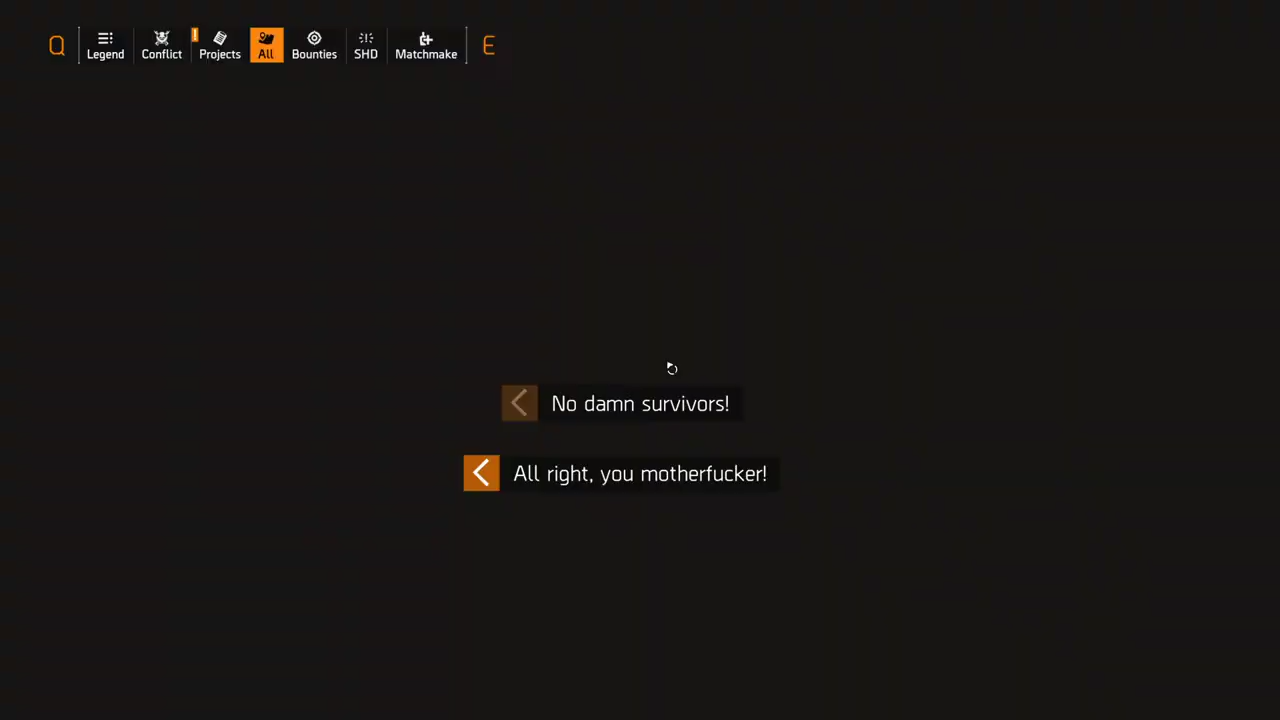 Q Legend Conflict Projects All Bounties SHD Matchmake E
No damn survivors!
All right, you motherfucker!